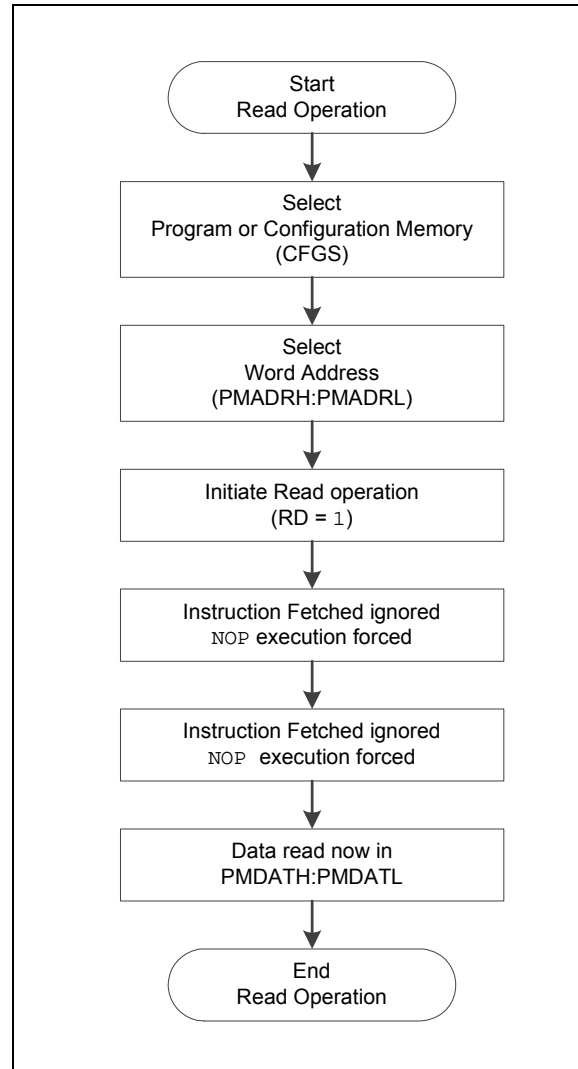 Start
Read Operation
Select
Program or Configuration Memory
(CFGS)
Select
Word Address
(PMADRH:PMADRL)
Initiate Read operation
(RD = 1)
Instruction Fetched ignored
NOP execution forced
Instruction Fetched ignored
NOP execution forced
Data read now in
PMDATH:PMDATL
End
Read Operation